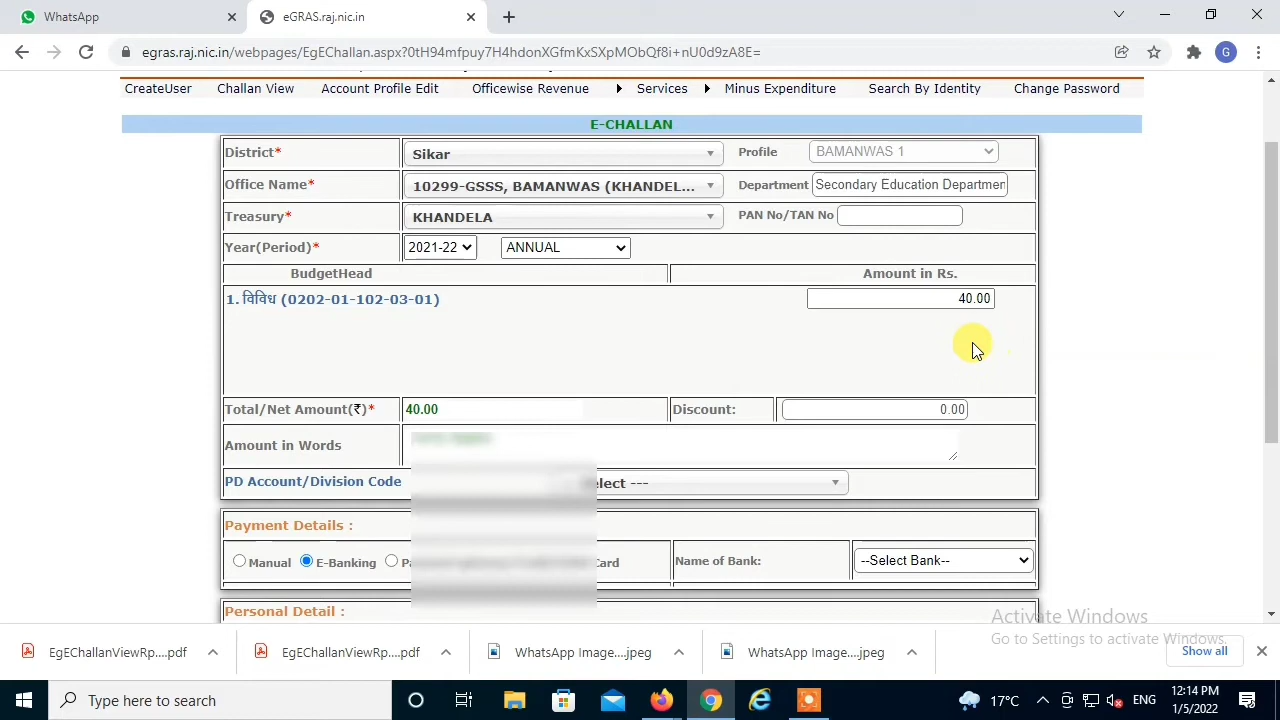 WhatsApp
eGRAS.raj.nic.in
egras.raj.nic.in/webpages/EgEChallan.aspx?0tH94mfpuy7H4hdonXGfmKxSXpMObQf8i+nU0d9zA8E=
G
CreateUser Challan View Account Profile Edit Officewise Revenue Services Minus Expenditure Search By Identity Change Password
E-CHALLAN
District* Sikar Profile BAMANWAS 1
Office Name* 10299-GSSS, BAMANWAS (KHANDEL... Department Secondary Education Departmen
Treasury* KHANDELA PAN No/TAN No
Year(Period)* 2021-22 ANNUAL
BudgetHead Amount in Rs.
1. विविध (0202-01-102-03-01) 40.00
Total/Net Amount(₹)* 40.00 Discount: 0.00
Amount in Words
PD Account/Division Code elect ---
Payment Details :
Manual E-Banking Name of Bank: --Select Bank--
Personal Detail :
Activate Windows
Go to Settings to activate Windows.
EgEChallanViewRp....pdf EgEChallanViewRp....pdf WhatsApp Image....jpeg WhatsApp Image....jpeg Show all
Type here to search 17°C ENG 12:14 PM
1/5/2022